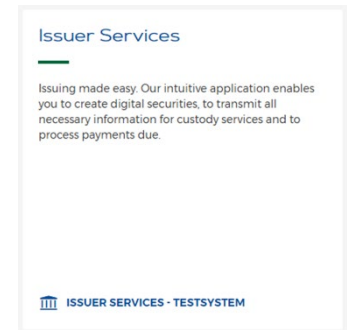 Issuer Services
Issuing made easy. Our intuitive application enables
you to create digital securities, to transmit all
necessary information for custody services and to
process payments due.
ISSUER SERVICES - TESTSYSTEM